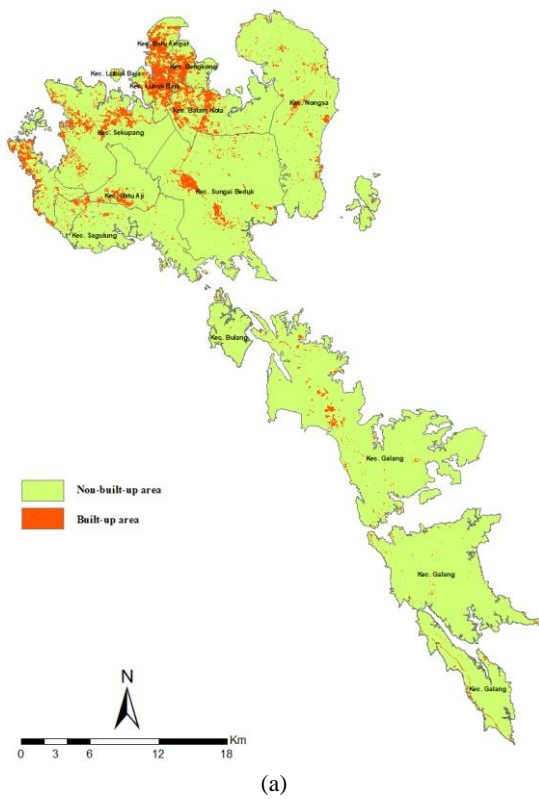 Kec. Batu Ampar
Kec. Lubuk Baja
Kec. Bengkong
Kec. Lubuk Baja
Kec. Nongsa
Kec. Batam Kota
Kec. Sekupang
Kec. Sungai Beduk
Kec. Batu Aji
Kec. Sagulung
Kec. Bulang
Kec. Galang
Non-built-up area
Built-up area
Kec. Galang
Kec. Galang
N
Km
0 3 6 12 18
(a)